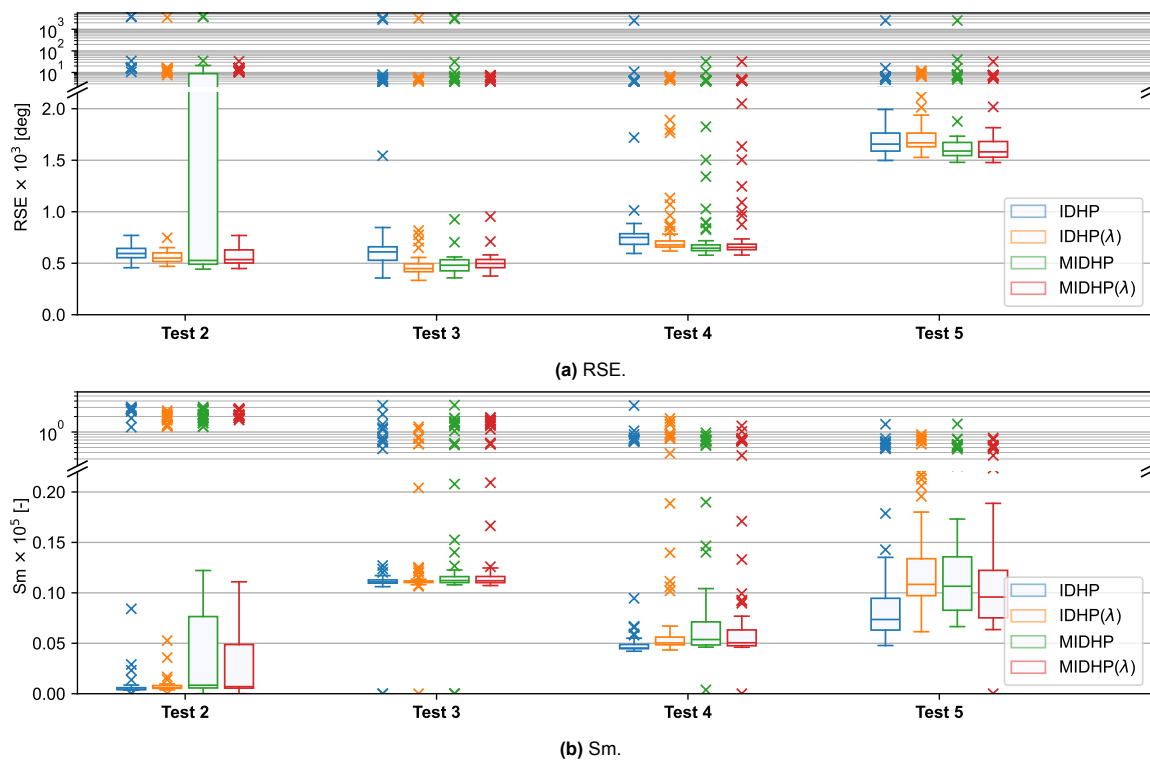 10³
10²
10¹
2.0
1.5
1.0
0.5
0.0
RSE × 10³ [deg]
IDHP
IDHP(λ)
MIDHP
MIDHP(λ)
Test 2 Test 3 Test 4 Test 5
(a) RSE.
10⁰
0.20
0.15
0.10
0.05
0.00
Sm × 10⁵ [-]
IDHP
IDHP(λ)
MIDHP
MIDHP(λ)
Test 2 Test 3 Test 4 Test 5
(b) Sm.